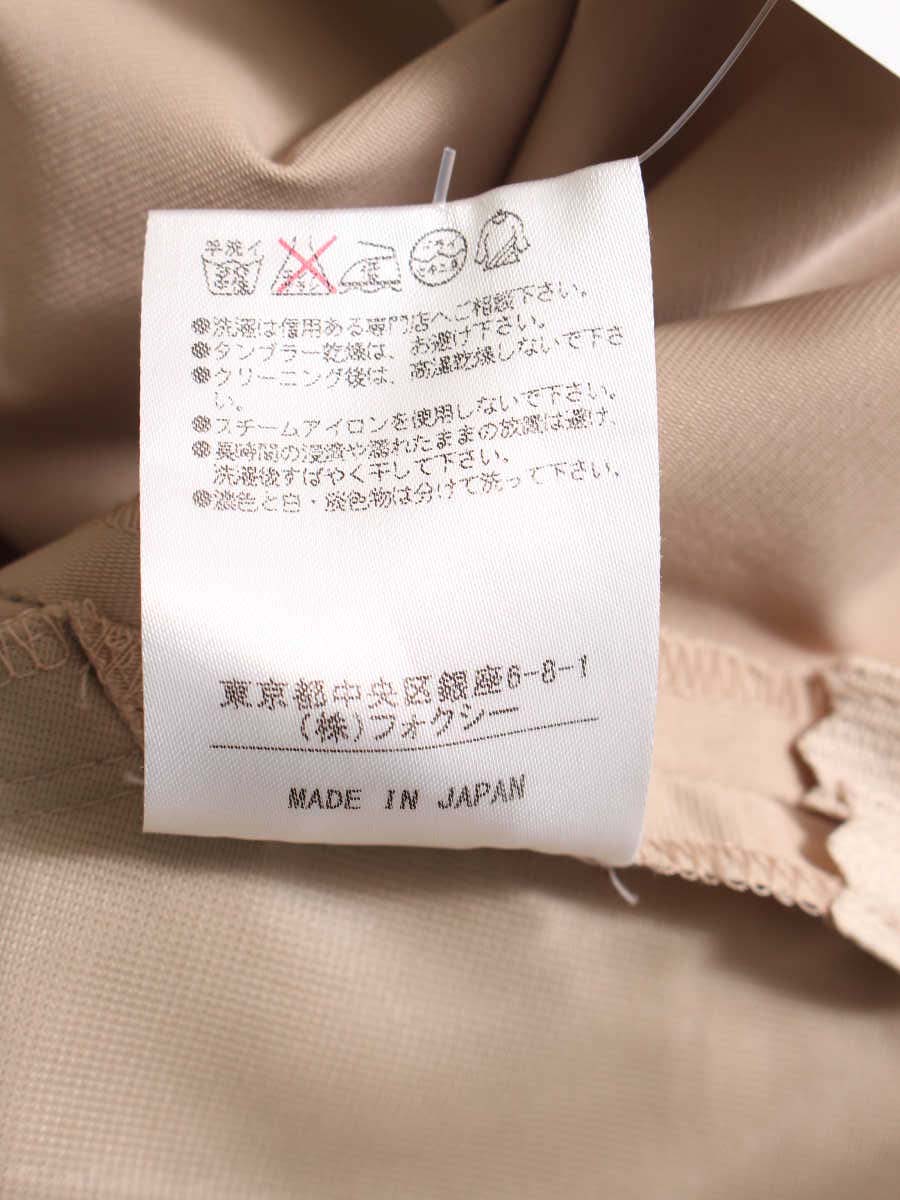 手洗イ
●洗濯は信用ある専門店へご相談下さい。
●タンブラー乾燥は、お避け下さい。
●クリーニング後は、高温乾燥しないで下さ
い。
●スチームアイロンを使用しないで下さい。
●長時間の浸漬や濡れたままの放置は避け、
洗濯後すばやく干して下さい。
●濃色と白・淡色物は分けて洗って下さい。
東京都中央区銀座6-8-1
(株)フォクシー
MADE IN JAPAN